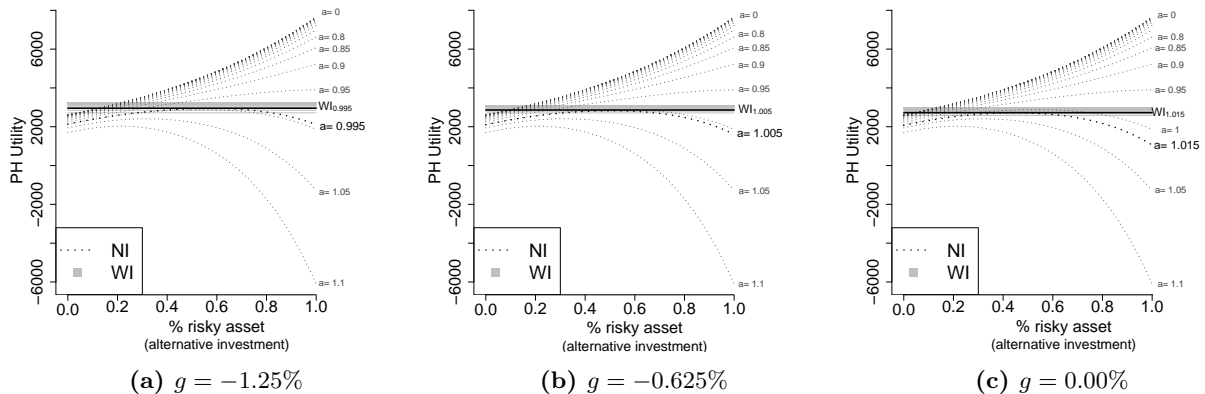 PH Utility
6000
2000
−2000
−6000
a= 0
a= 0.8
a= 0.85
a= 0.9
a= 0.95
WI0.995
a= 0.995
a= 1.05
a= 1.1
NI
WI
0.0 0.2 0.4 0.6 0.8 1.0
% risky asset
(alternative investment)
(a) g = −1.25%
PH Utility
6000
2000
−2000
−6000
a= 0
a= 0.8
a= 0.85
a= 0.9
a= 0.95
WI1.005
a= 1.005
a= 1.05
a= 1.1
NI
WI
0.0 0.2 0.4 0.6 0.8 1.0
% risky asset
(alternative investment)
(b) g = −0.625%
PH Utility
6000
2000
−2000
−6000
a= 0
a= 0.8
a= 0.85
a= 0.9
a= 0.95
WI1.015
a= 1
a= 1.015
a= 1.05
a= 1.1
NI
WI
0.0 0.2 0.4 0.6 0.8 1.0
% risky asset
(alternative investment)
(c) g = 0.00%